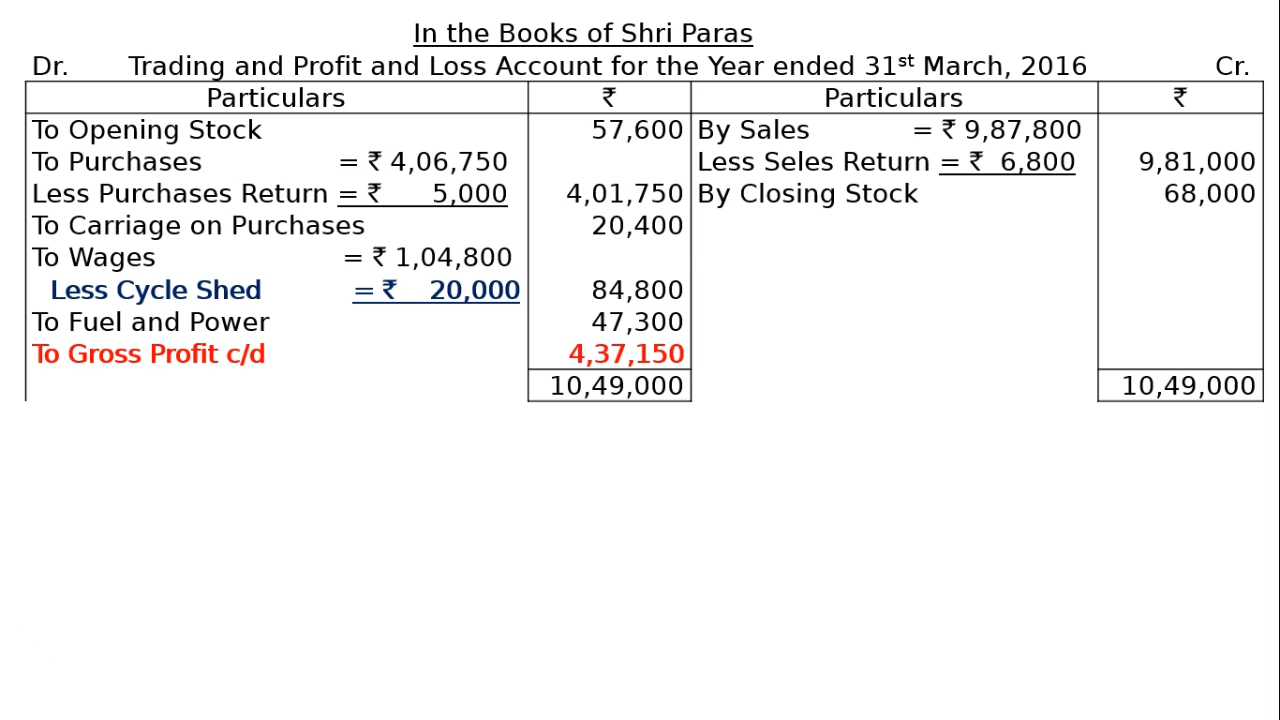 In the Books of Shri Paras
Dr. Trading and Profit and Loss Account for the Year ended 31st March, 2016 Cr.
Particulars ₹ Particulars ₹
To Opening Stock 57,600 By Sales = ₹ 9,87,800
To Purchases = ₹ 4,06,750 Less Seles Return = ₹ 6,800 9,81,000
Less Purchases Return = ₹ 5,000 4,01,750 By Closing Stock 68,000
To Carriage on Purchases 20,400
To Wages = ₹ 1,04,800
Less Cycle Shed = ₹ 20,000 84,800
To Fuel and Power 47,300
To Gross Profit c/d 4,37,150
10,49,000 10,49,000